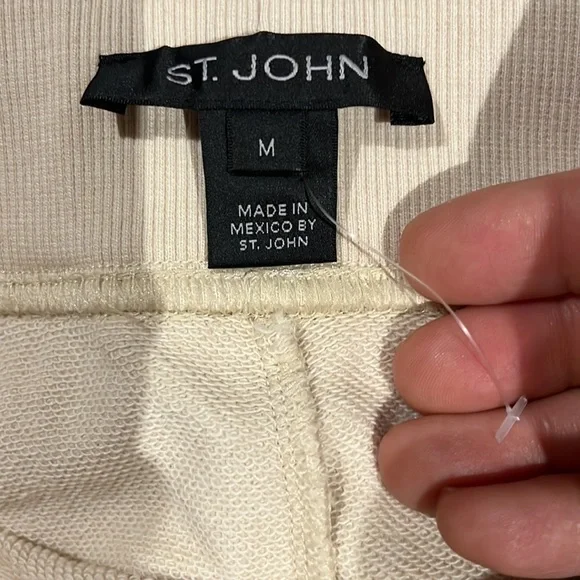 ST. JOHN
M
MADE IN
MEXICO BY
ST. JOHN